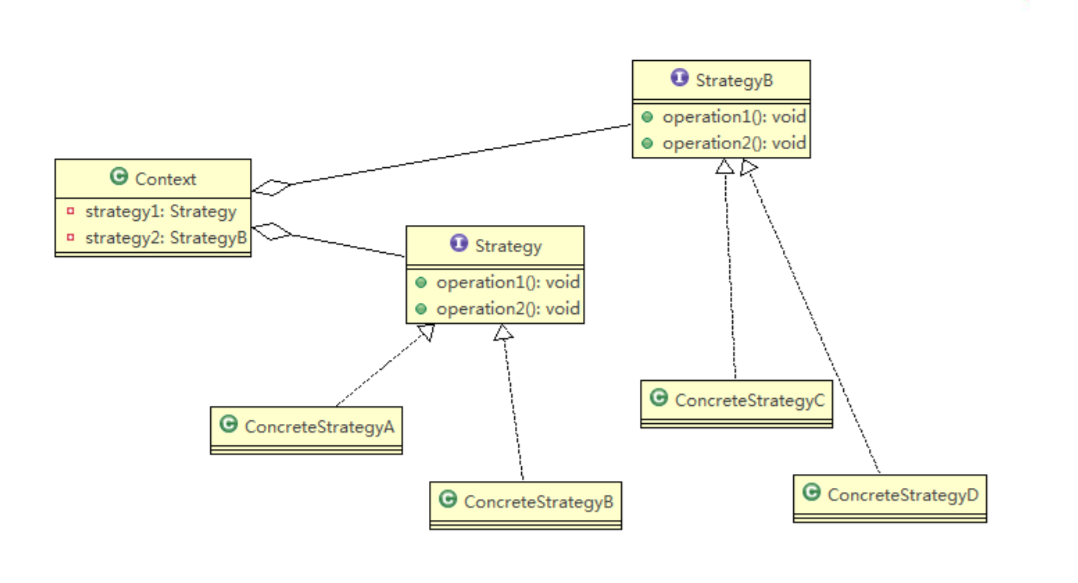 StrategyB
operation1(): void
operation2(): void
Context
strategy1: Strategy
strategy2: StrategyB
Strategy
operation1(): void
operation2(): void
ConcreteStrategyA
ConcreteStrategyB
ConcreteStrategyC
ConcreteStrategyD